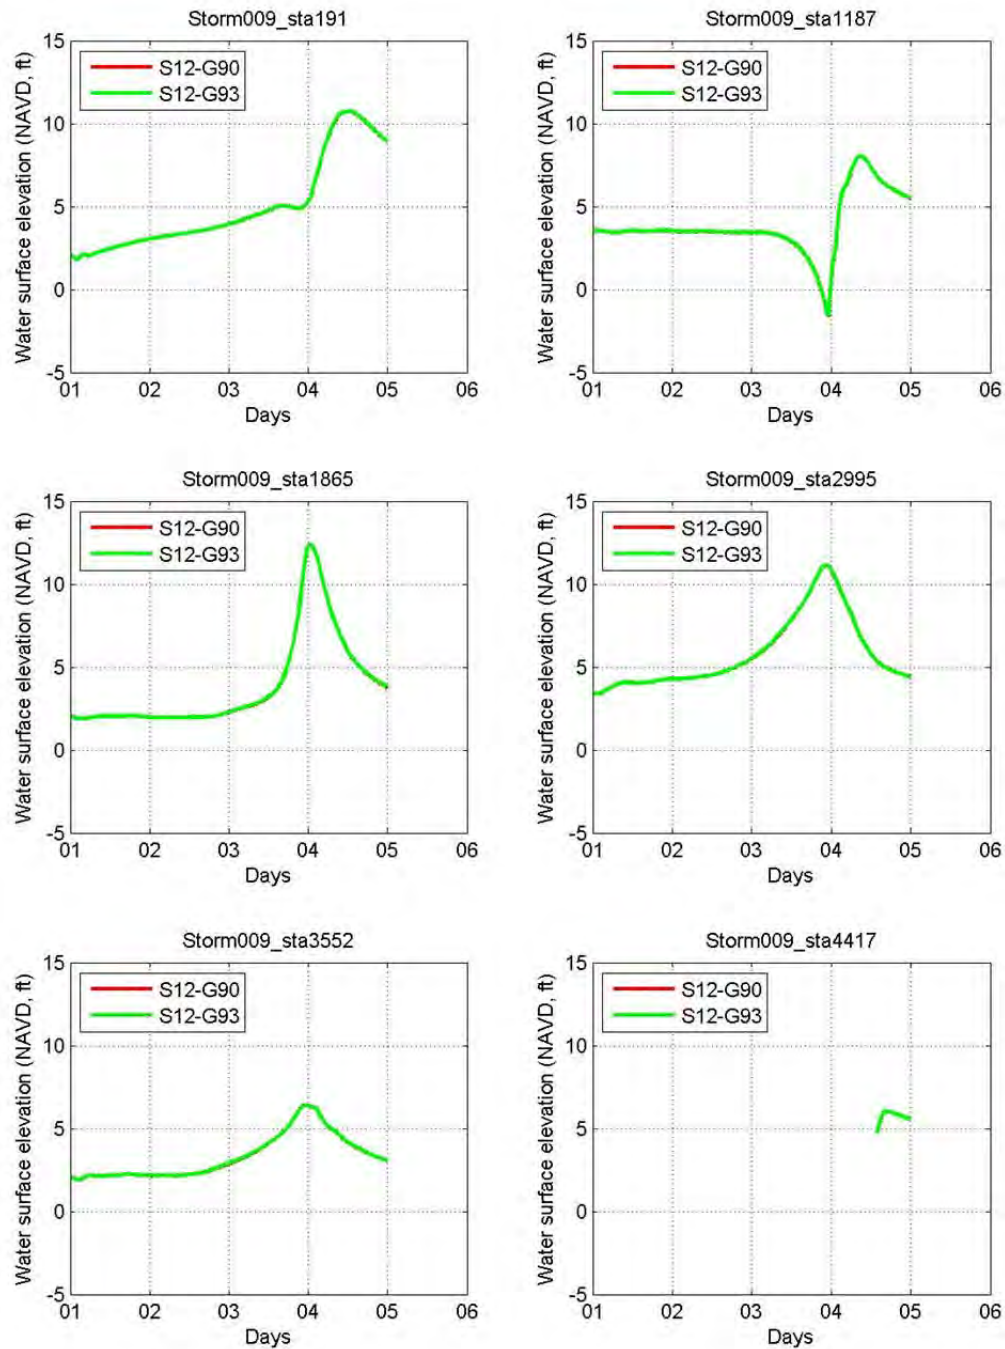 Storm009_sta191
Water surface elevation (NAVD, ft)
15
10
5
0
-5
S12-G90
S12-G93
01 02 03 04 05 06
Days
Storm009_sta1187
Water surface elevation (NAVD, ft)
15
10
5
0
-5
S12-G90
S12-G93
01 02 03 04 05 06
Days
Storm009_sta1865
Water surface elevation (NAVD, ft)
15
10
5
0
-5
S12-G90
S12-G93
01 02 03 04 05 06
Days
Storm009_sta2995
Water surface elevation (NAVD, ft)
15
10
5
0
-5
S12-G90
S12-G93
01 02 03 04 05 06
Days
Storm009_sta3552
Water surface elevation (NAVD, ft)
15
10
5
0
-5
S12-G90
S12-G93
01 02 03 04 05 06
Days
Storm009_sta4417
Water surface elevation (NAVD, ft)
15
10
5
0
-5
S12-G90
S12-G93
01 02 03 04 05 06
Days